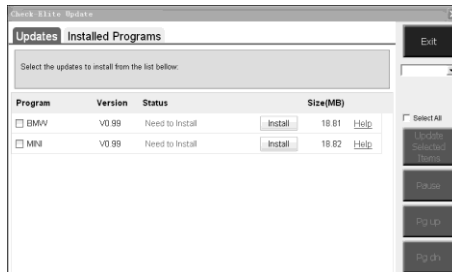 Check Elite Update
Updates Installed Programs
Exit
Select the updates to install from the list below:
Program Version Status Size(MB)
Select All
BMW V0.99 Need to Install Install 18.81 Help
MINI V0.99 Need to Install Install 18.82 Help
Update
Selected
Items
Pause
Pg up
Pg dn